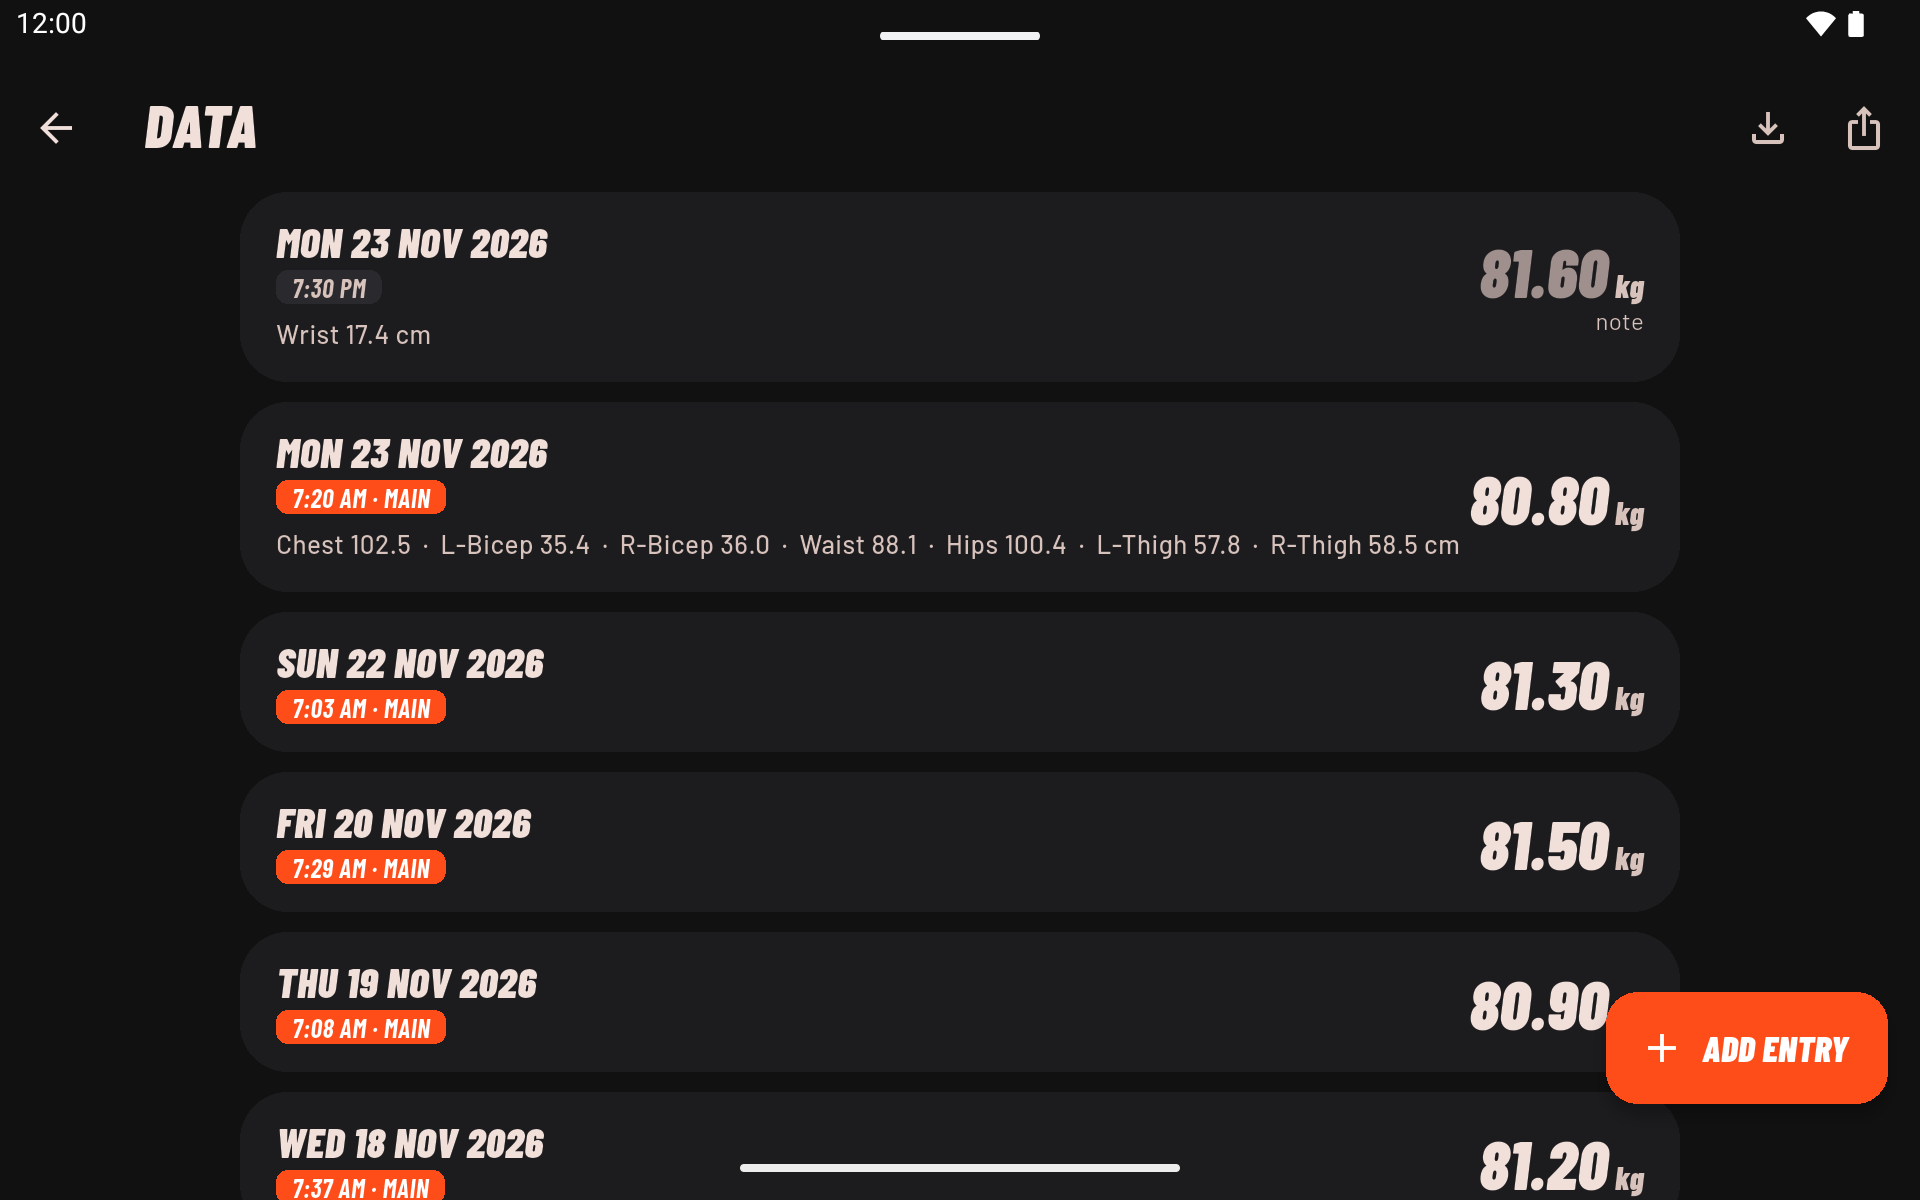 12:00
DATA
MON 23 NOV 2026
7:30 PM
Wrist 17.4 cm
81.60 kg
note
MON 23 NOV 2026
7:20 AM · MAIN
Chest 102.5 · L-Bicep 35.4 · R-Bicep 36.0 · Waist 88.1 · Hips 100.4 · L-Thigh 57.8 · R-Thigh 58.5 cm
80.80 kg
SUN 22 NOV 2026
7:03 AM · MAIN
81.30 kg
FRI 20 NOV 2026
7:29 AM · MAIN
81.50 kg
THU 19 NOV 2026
7:08 AM · MAIN
80.90
ADD ENTRY
WED 18 NOV 2026
7:37 AM · MAIN
81.20 kg